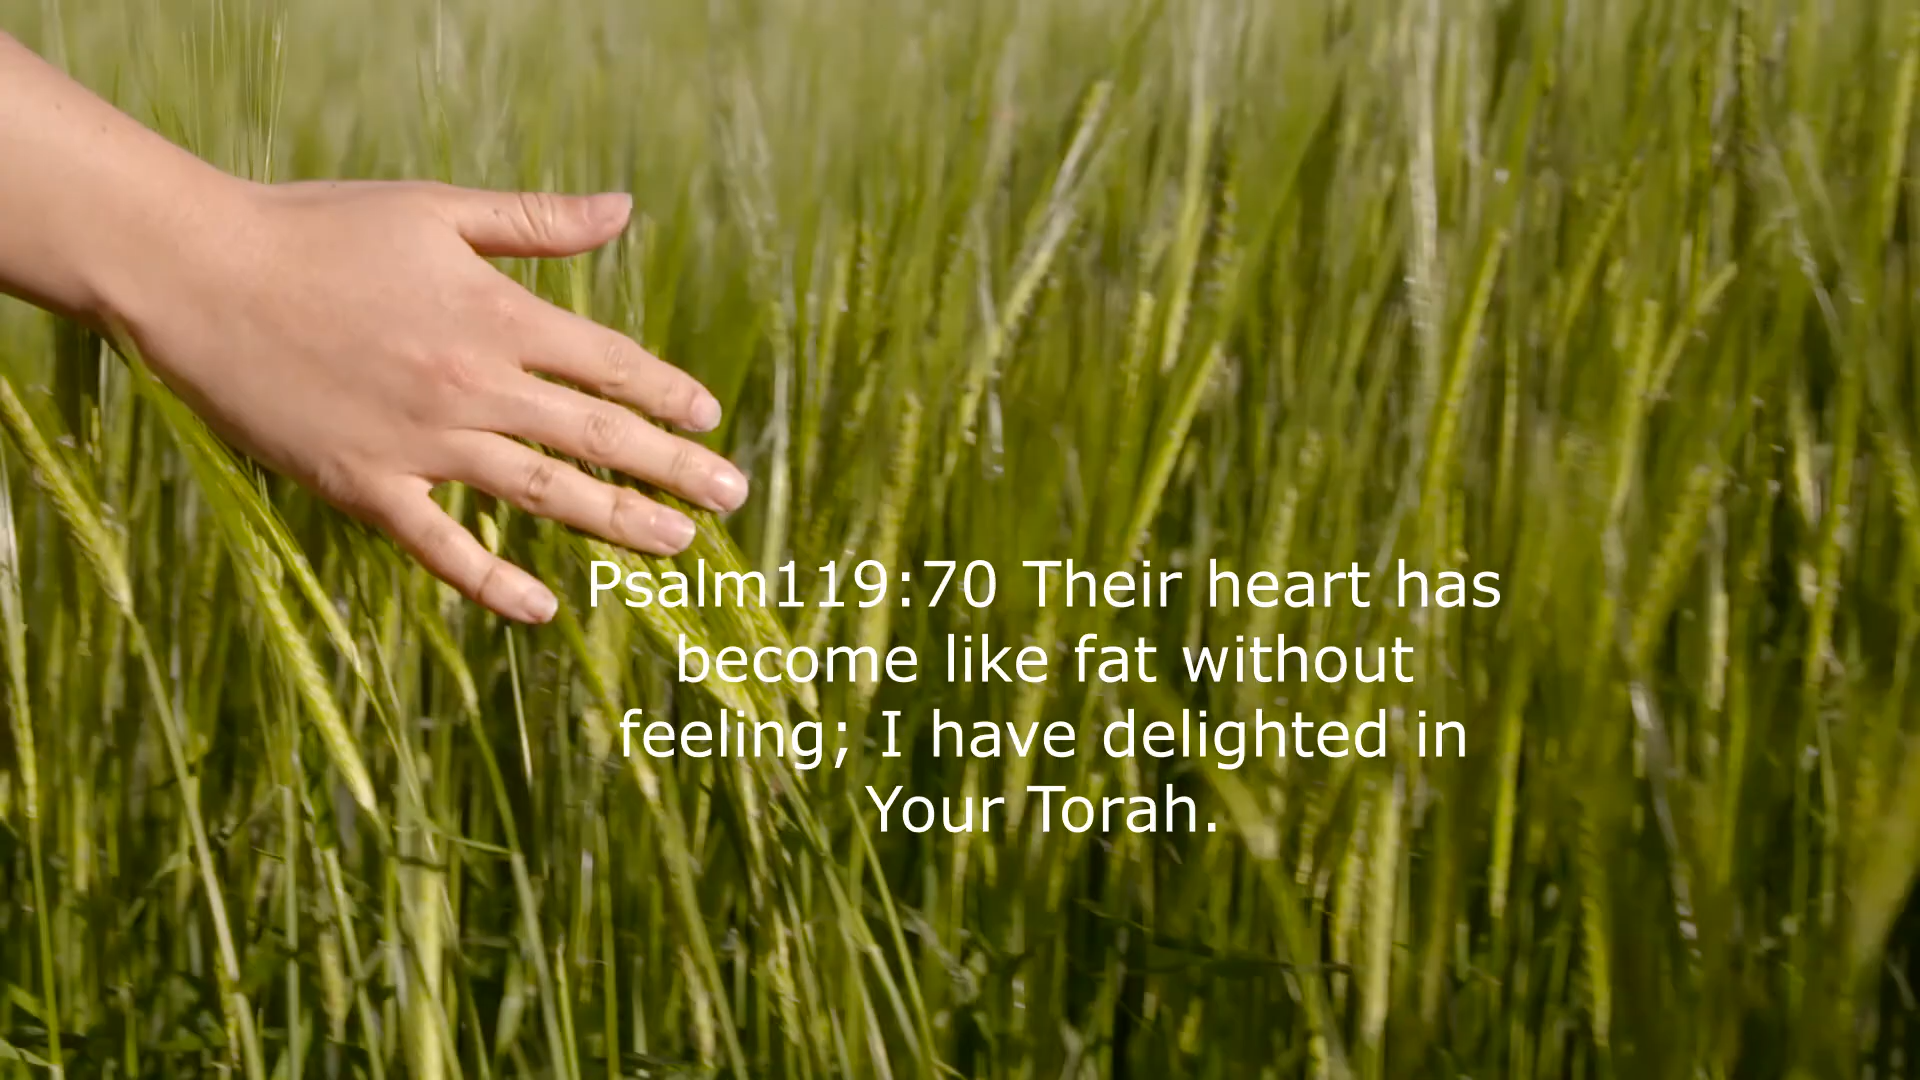 Psalm119:70 Their heart has
become like fat without
feeling; I have delighted in
Your Torah.